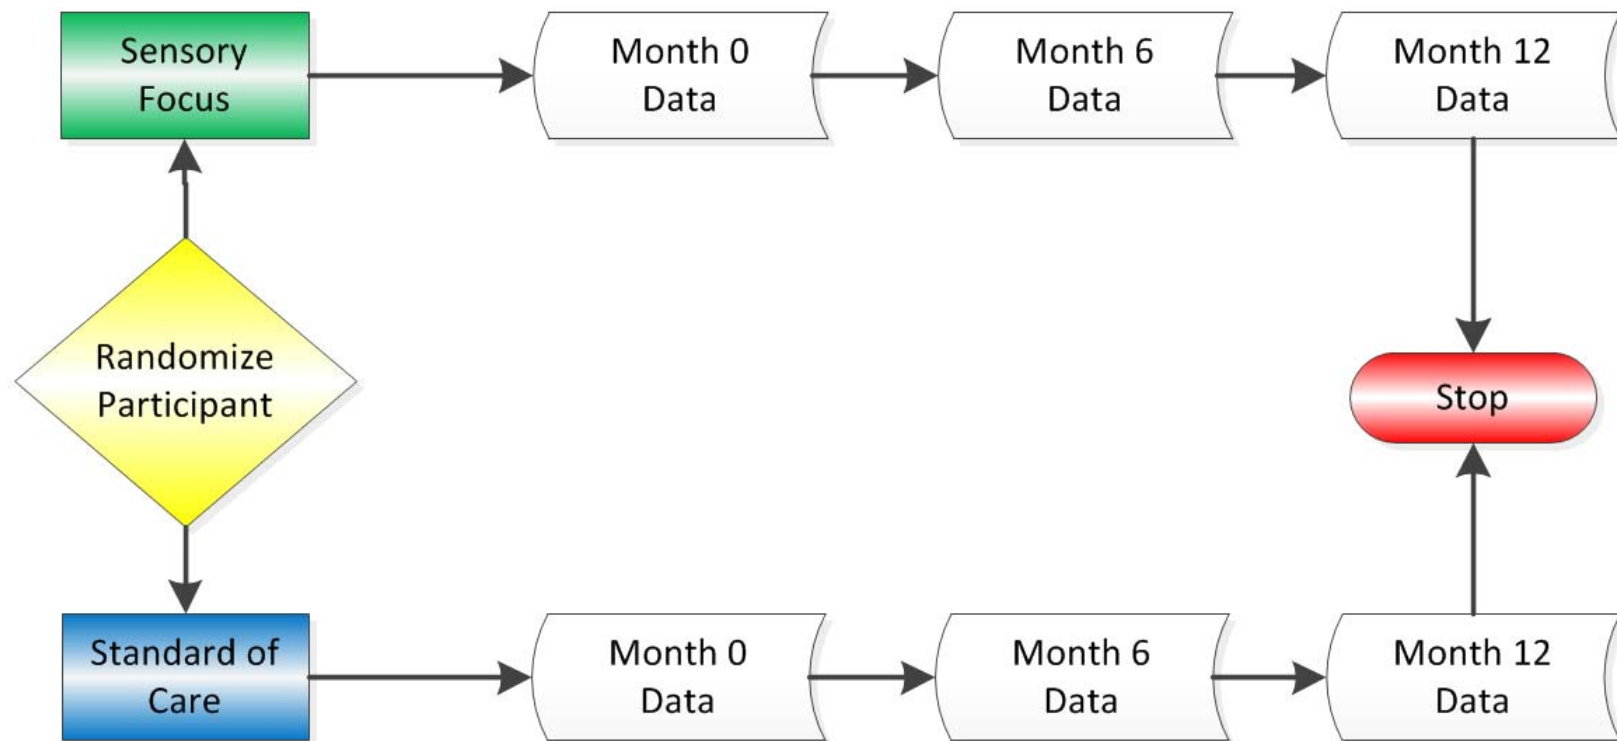 Sensory
Focus
Month 0
Data
Month 6
Data
Month 12
Data
Randomize
Participant
Stop
Standard of
Care
Month 0
Data
Month 6
Data
Month 12
Data